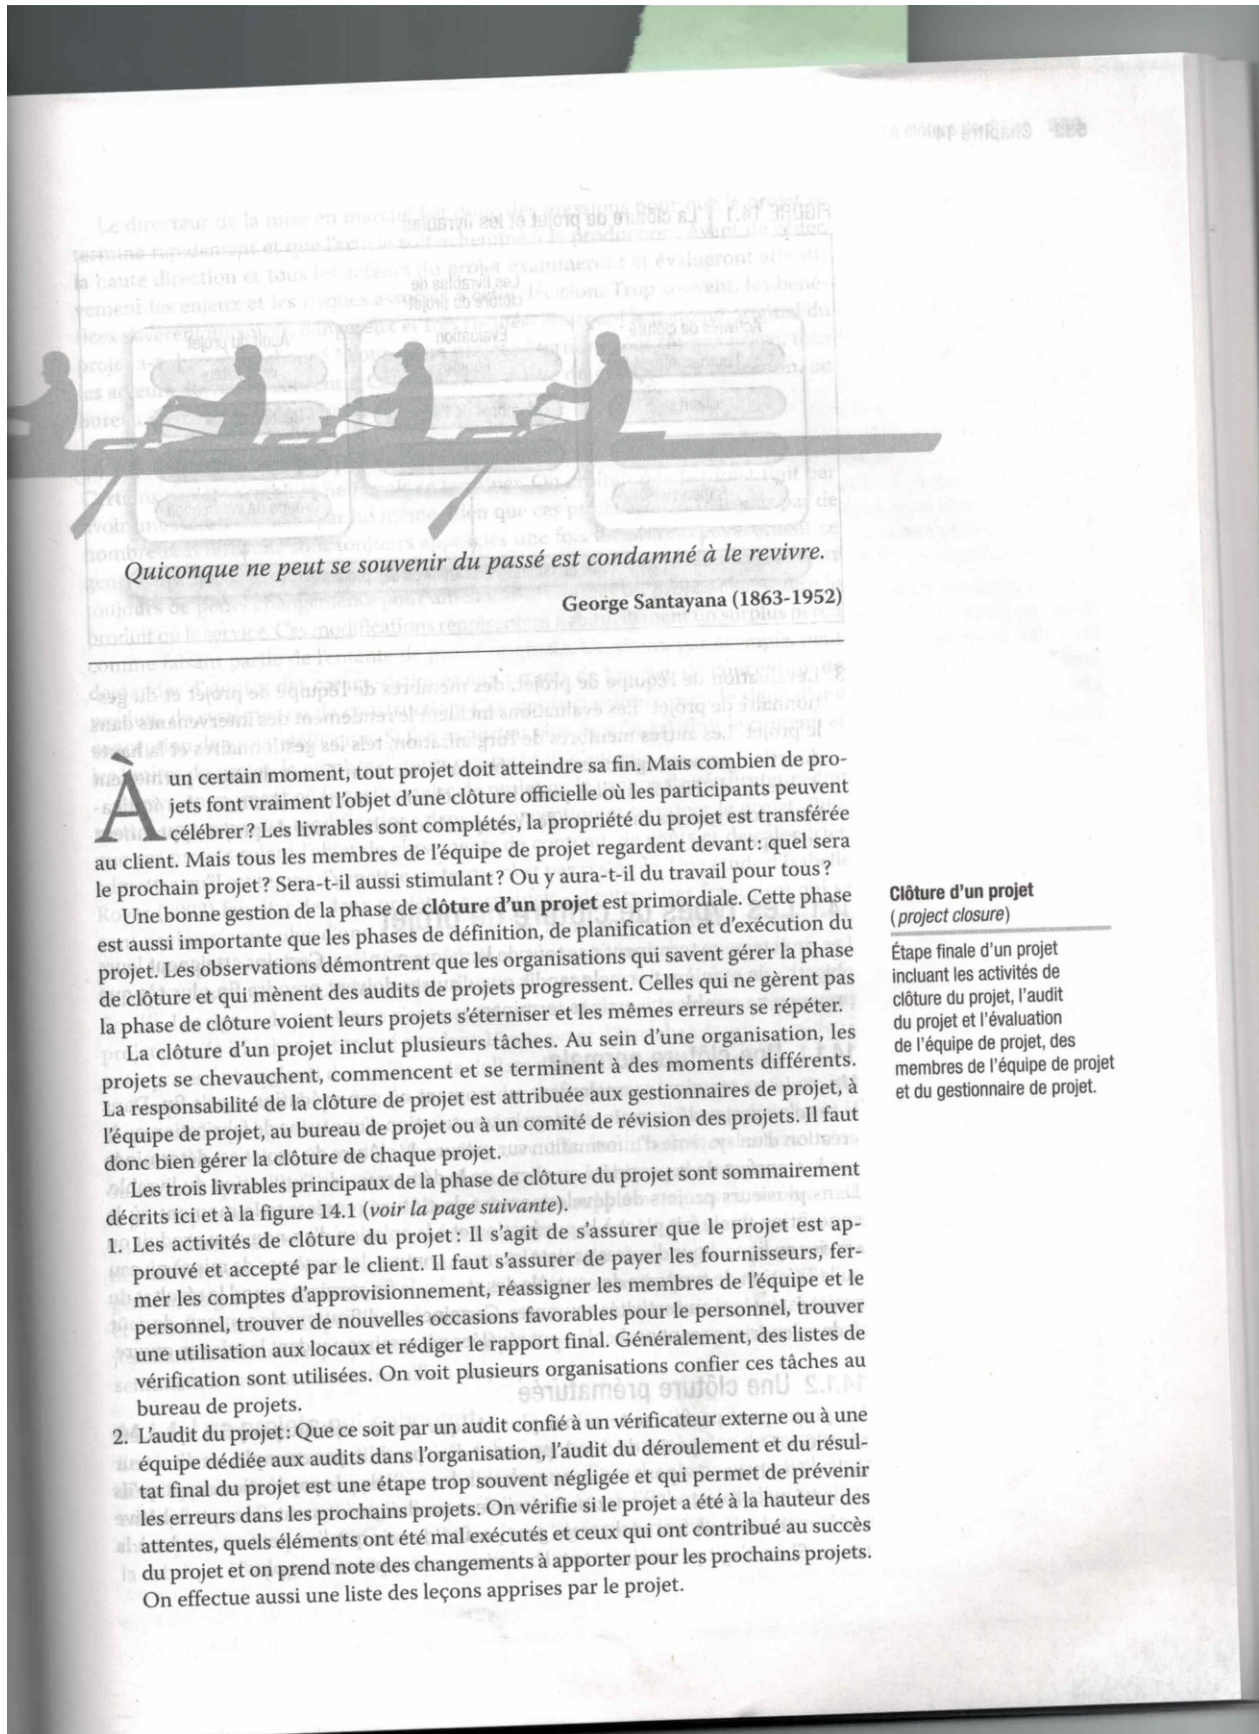 Quiconque ne peut se souvenir du passé est condamné à le revivre.
George Santayana (1863-1952)
À un certain moment, tout projet doit atteindre sa fin. Mais combien de pro-
jets font vraiment l'objet d'une clôture officielle où les participants peuvent
célébrer ? Les livrables sont complétés, la propriété du projet est transférée
au client. Mais tous les membres de l'équipe de projet regardent devant : quel sera
le prochain projet ? Sera-t-il aussi stimulant ? Ou y aura-t-il du travail pour tous ?
Une bonne gestion de la phase de clôture d'un projet est primordiale. Cette phase
est aussi importante que les phases de définition, de planification et d'exécution du
projet. Les observations démontrent que les organisations qui savent gérer la phase
de clôture et qui mènent des audits de projets progressent. Celles qui ne gèrent pas
la phase de clôture voient leurs projets s'éterniser et les mêmes erreurs se répéter.
La clôture d'un projet inclut plusieurs tâches. Au sein d'une organisation, les
projets se chevauchent, commencent et se terminent à des moments différents.
La responsabilité de la clôture de projet est attribuée aux gestionnaires de projet, à
l'équipe de projet, au bureau de projet ou à un comité de révision des projets. Il faut
donc bien gérer la clôture de chaque projet.
Les trois livrables principaux de la phase de clôture du projet sont sommairement
décrits ici et à la figure 14.1 (voir la page suivante).
1. Les activités de clôture du projet : Il s'agit de s'assurer que le projet est ap-
prouvé et accepté par le client. Il faut s'assurer de payer les fournisseurs, fer-
mer les comptes d'approvisionnement, réassigner les membres de l'équipe et le
personnel, trouver de nouvelles occasions favorables pour le personnel, trouver
une utilisation aux locaux et rédiger le rapport final. Généralement, des listes de
vérification sont utilisées. On voit plusieurs organisations confier ces tâches au
bureau de projets.
2. L'audit du projet : Que ce soit par un audit confié à un vérificateur externe ou à une
équipe dédiée aux audits dans l'organisation, l'audit du déroulement et du résul-
tat final du projet est une étape trop souvent négligée et qui permet de prévenir
les erreurs dans les prochains projets. On vérifie si le projet a été à la hauteur des
attentes, quels éléments ont été mal exécutés et ceux qui ont contribué au succès
du projet et on prend note des changements à apporter pour les prochains projets.
On effectue aussi une liste des leçons apprises par le projet.
Clôture d'un projet
(project closure)
Étape finale d'un projet
incluant les activités de
clôture du projet, l'audit
du projet et l'évaluation
de l'équipe de projet, des
membres de l'équipe de projet
et du gestionnaire de projet.